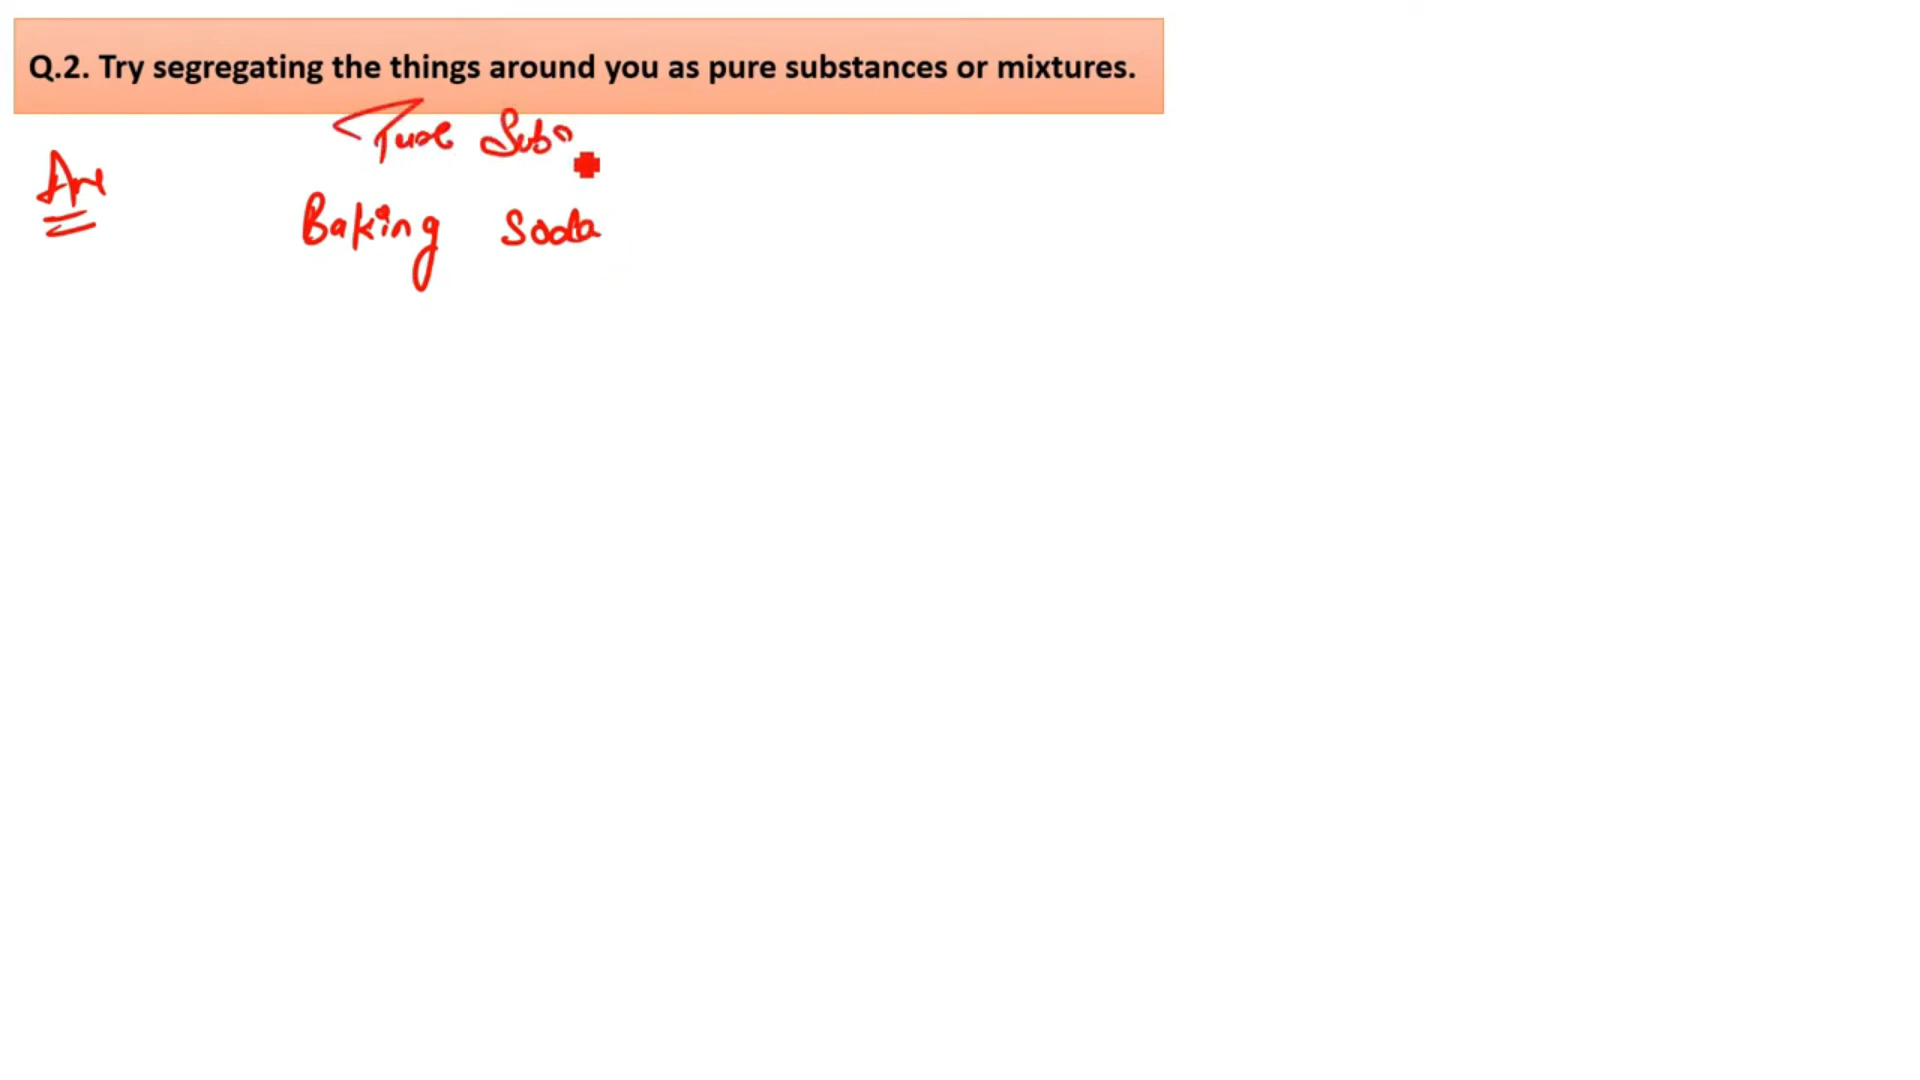 Q.2. Try segregating the things around you as pure substances or mixtures.
Pure Subs
Ans
Baking Soda